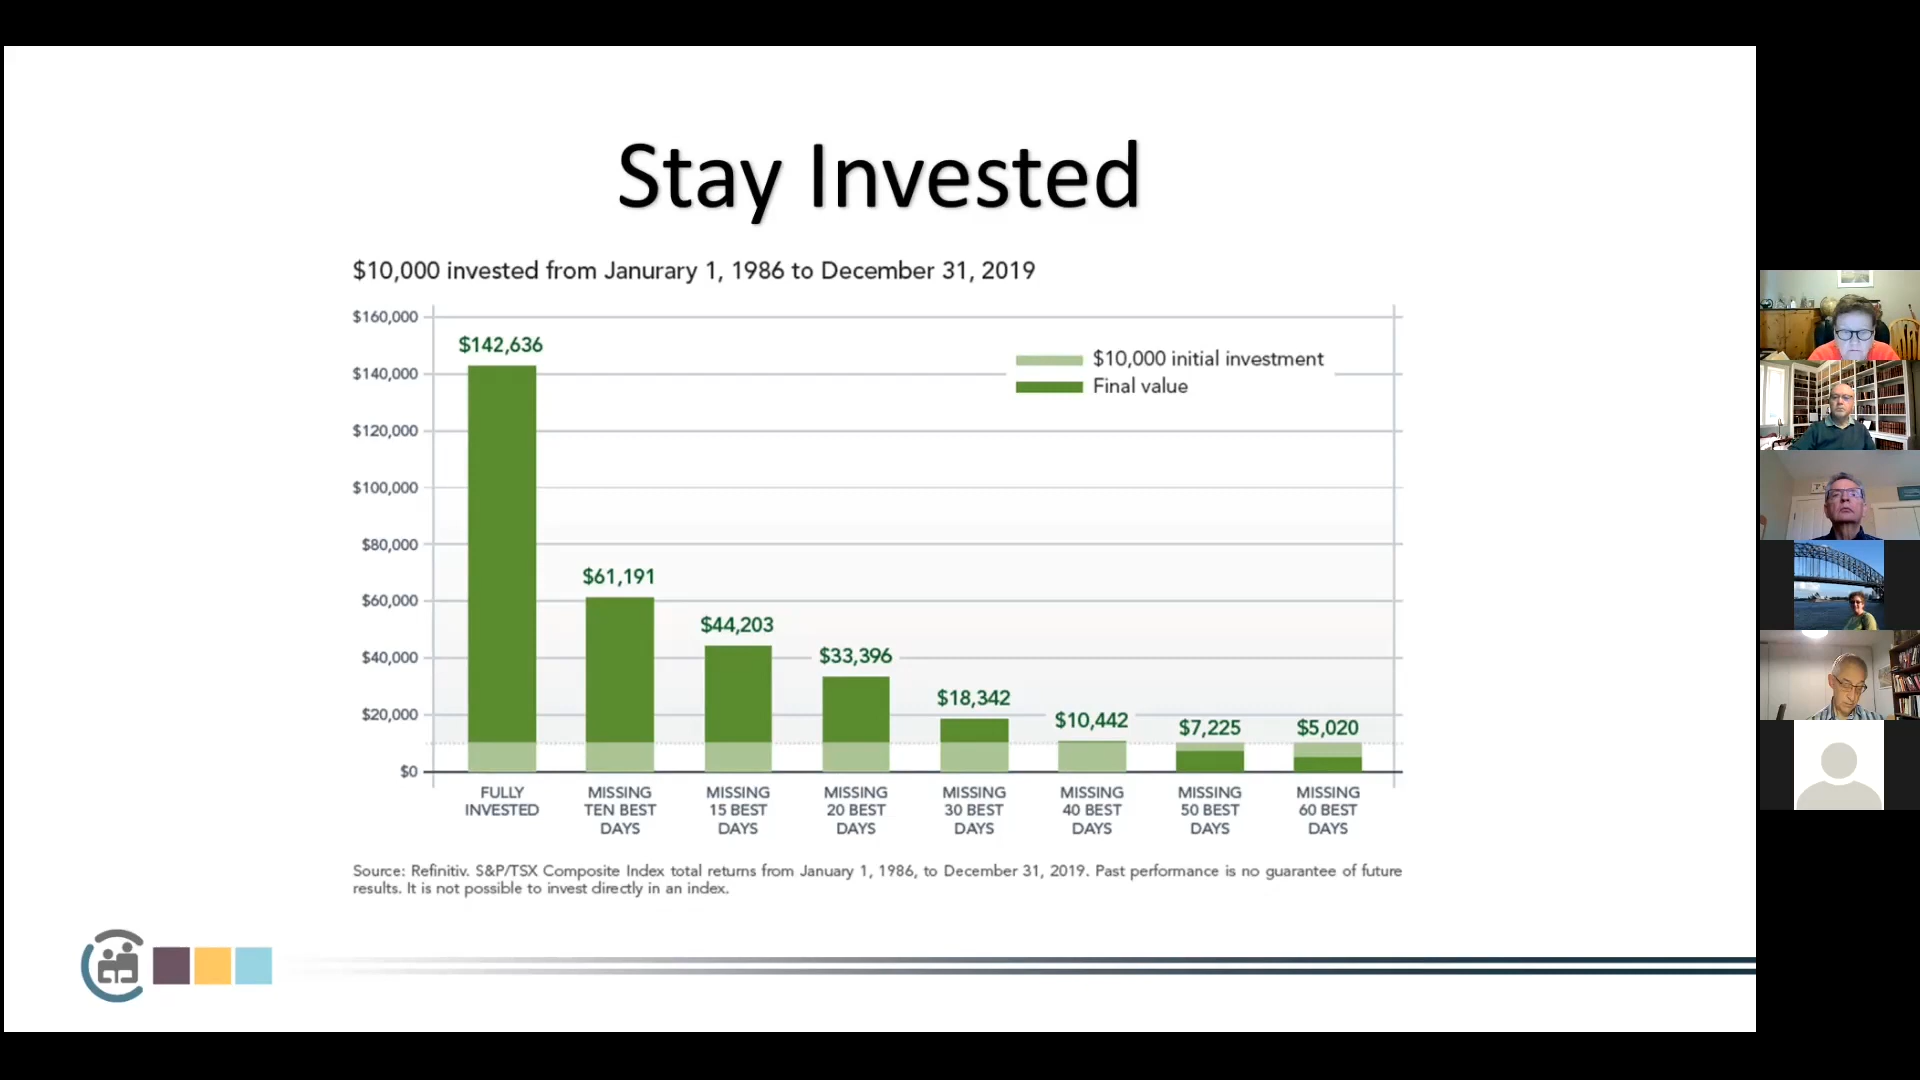 Stay Invested
$10,000 invested from Janurary 1, 1986 to December 31, 2019
$160,000
$140,000
$120,000
$100,000
$80,000
$60,000
$40,000
$20,000
$0
$142,636
$61,191
$44,203
$33,396
$18,342
$10,442
$7,225
$5,020
$10,000 initial investment
Final value
FULLY
INVESTED
MISSING
TEN BEST
DAYS
MISSING
15 BEST
DAYS
MISSING
20 BEST
DAYS
MISSING
30 BEST
DAYS
MISSING
40 BEST
DAYS
MISSING
50 BEST
DAYS
MISSING
60 BEST
DAYS
Source: Refinitiv. S&P/TSX Composite Index total returns from January 1, 1986, to December 31, 2019. Past performance is no guarantee of future
results. It is not possible to invest directly in an index.